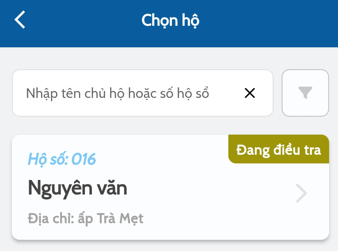 Chọn hộ
Nhập tên chủ hộ hoặc số hộ số
Đang điều tra
Hộ số: 016
Nguyên văn
Địa chỉ: ấp Trà Mẹt